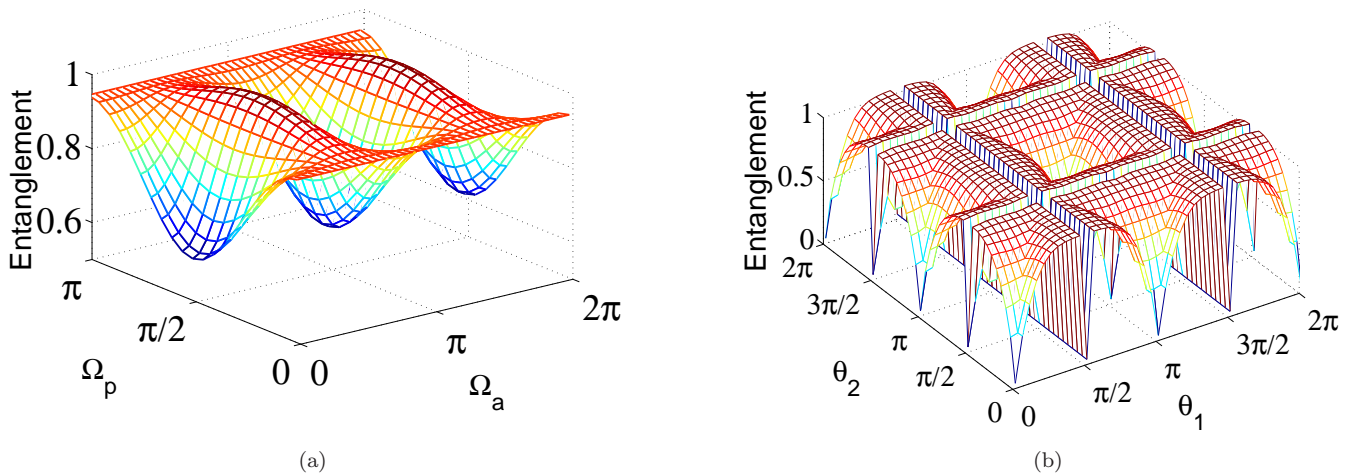 Entanglement
1
0.8
0.6
π
π/2
0
0
π
2π
Ω_p
Ω_a
(a)
Entanglement
1
0.5
0
2π
3π/2
π
π/2
0
0
π/2
π
3π/2
2π
θ_2
θ_1
(b)